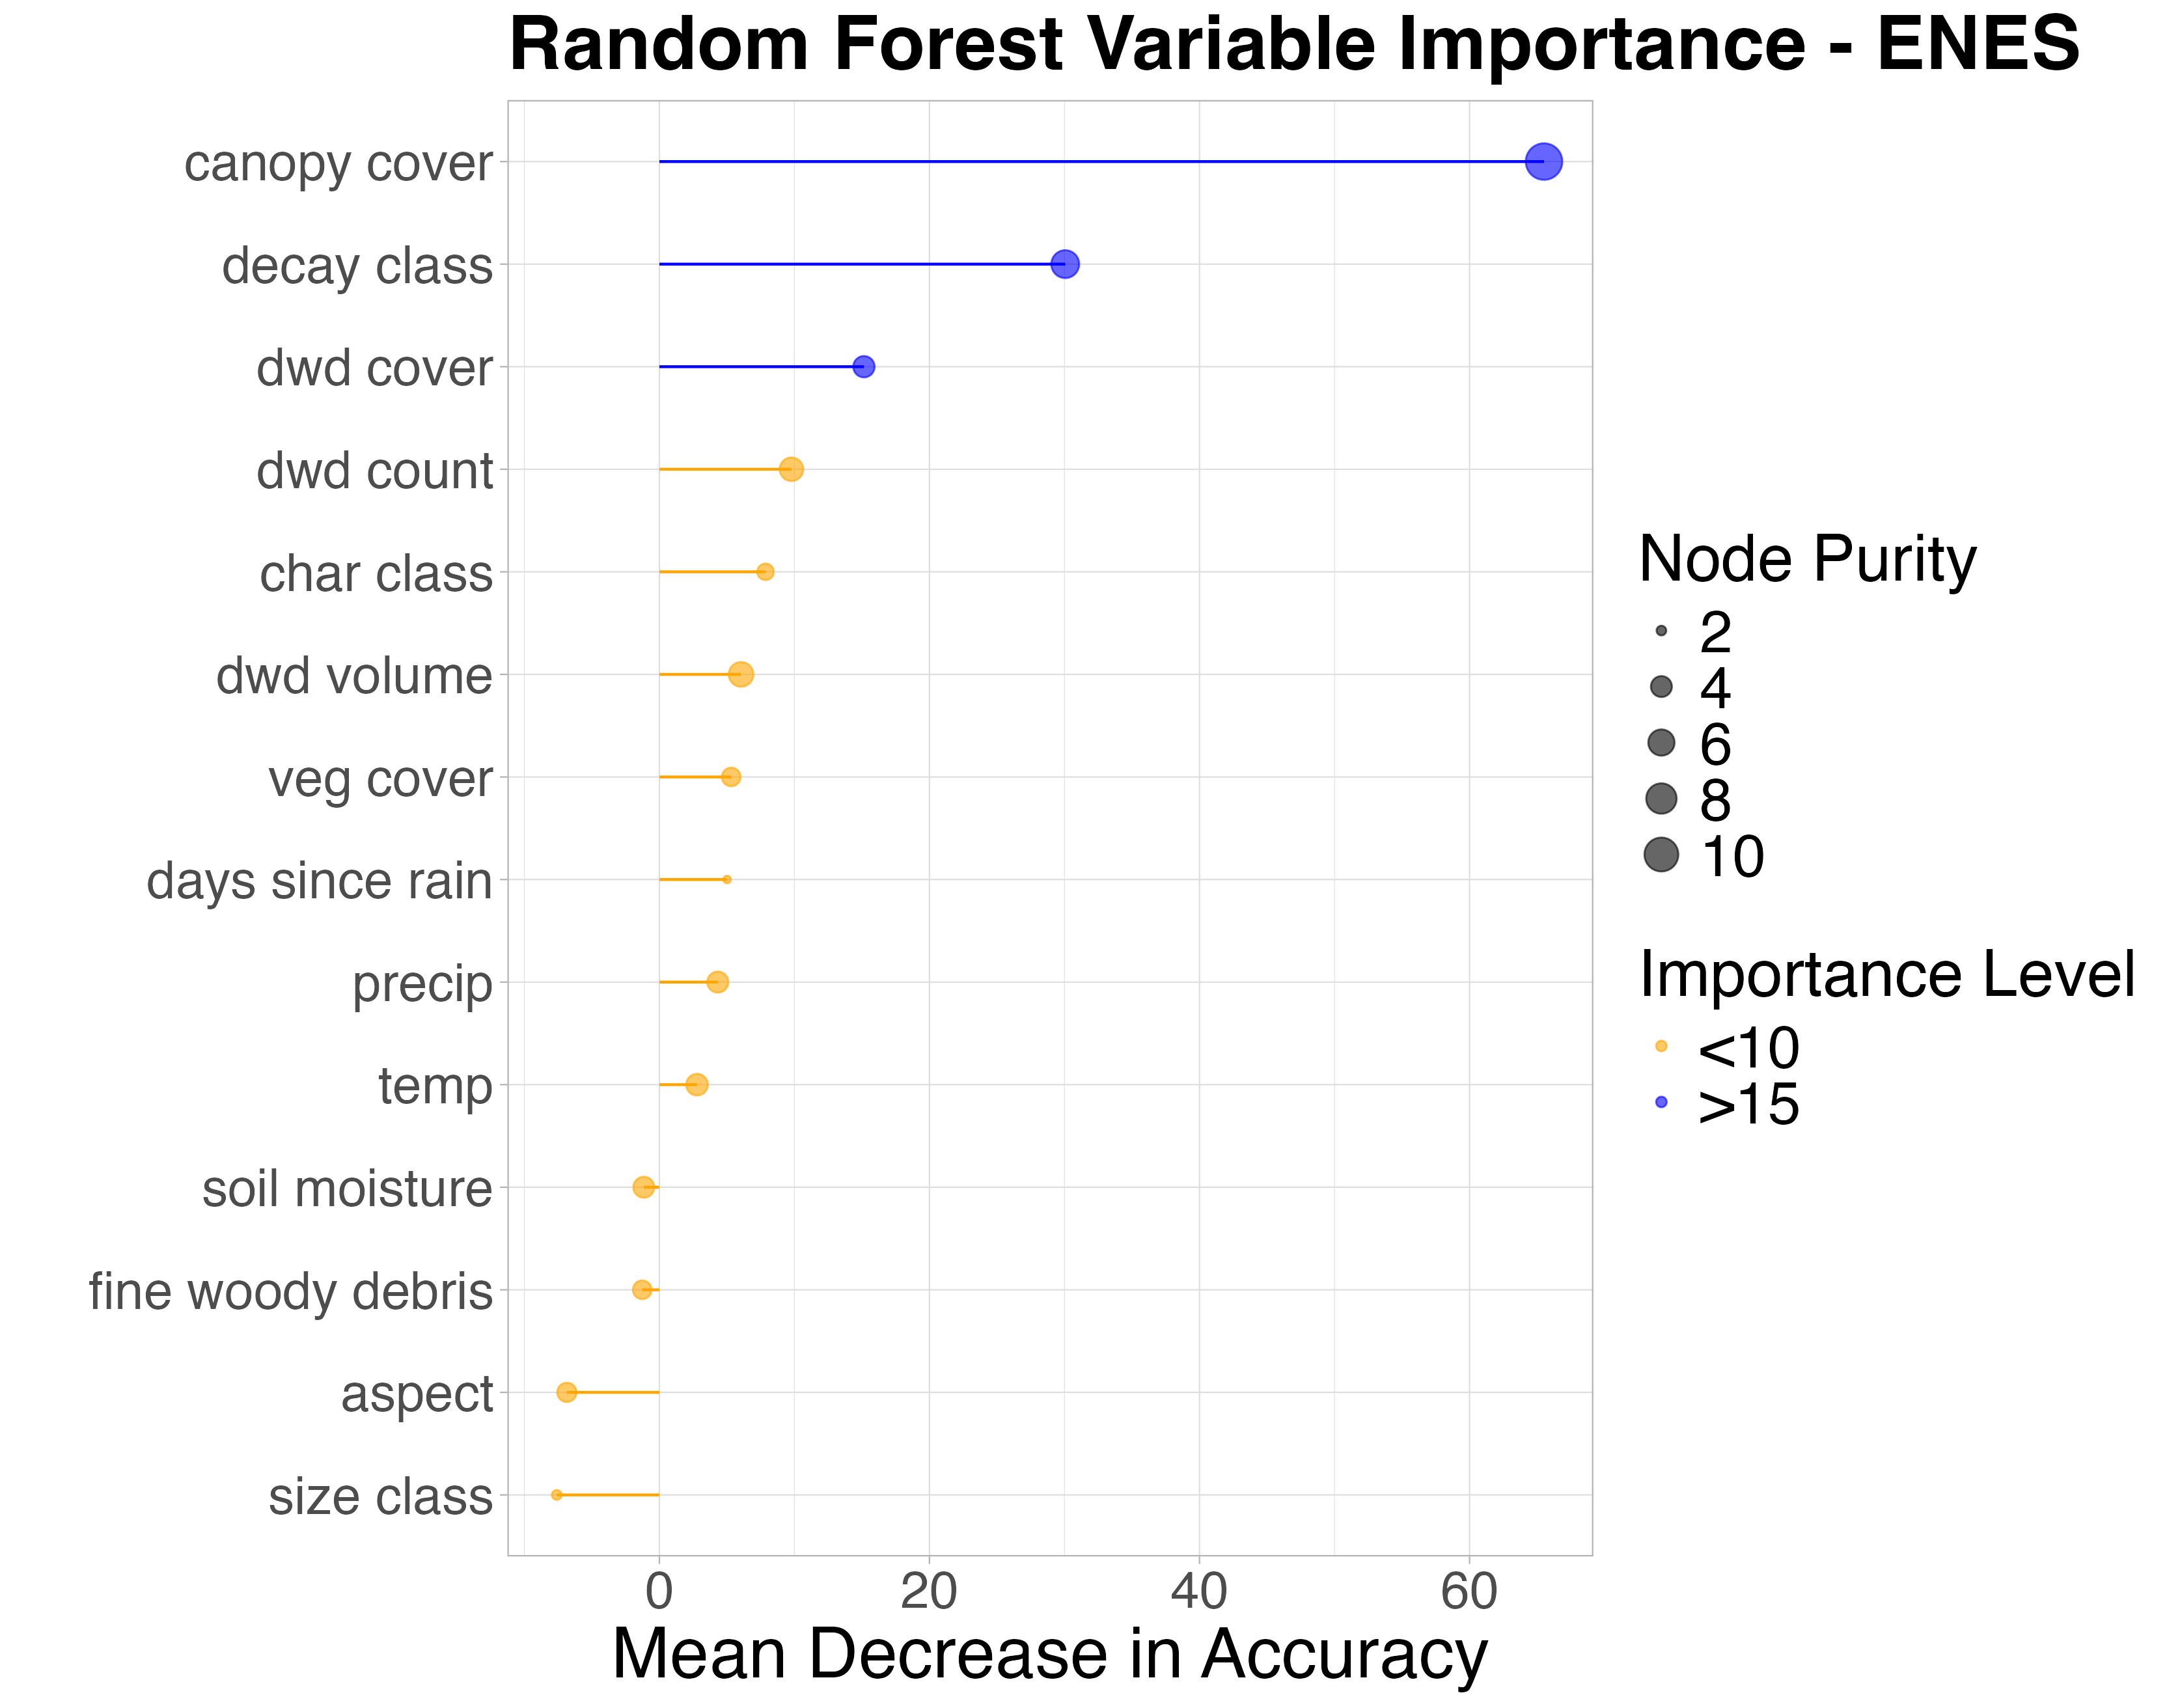 Random Forest Variable Importance - ENES
canopy cover
decay class
dwd cover
dwd count
char class
dwd volume
veg cover
days since rain
precip
temp
soil moisture
fine woody debris
aspect
size class
0 20 40 60
Mean Decrease in Accuracy
Node Purity
2
4
6
8
10
Importance Level
<10
>15